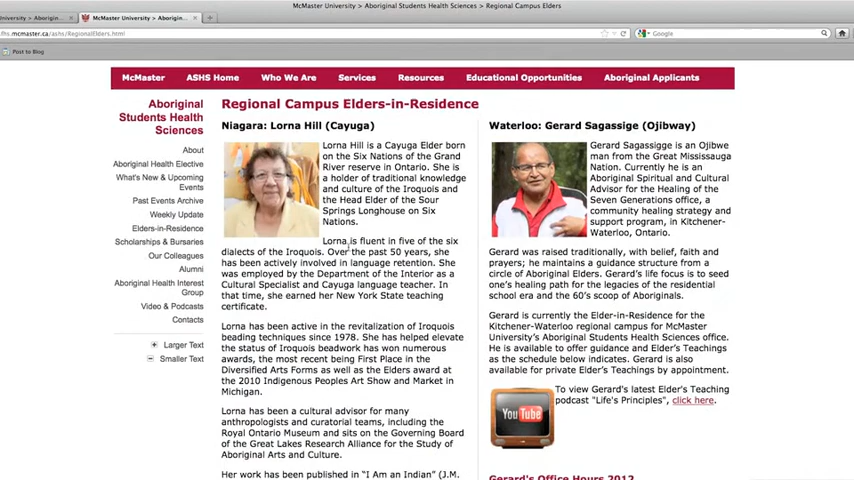 McMaster University > Aboriginal Students Health Sciences > Regional Campus Elders
University > Aborigin...
McMaster University > Aborigin...
fhs.mcmaster.ca/ashs/RegionalElders.html
Google
Post to Blog
McMaster ASHS Home Who We Are Services Resources Educational Opportunities Aboriginal Applicants
Aboriginal
Students Health
Sciences
About
Aboriginal Health Elective
What's New & Upcoming
Events
Past Events Archive
Weekly Update
Elders-in-Residence
Scholarships & Bursaries
Our Colleagues
Alumni
Aboriginal Health Interest
Group
Video & Podcasts
Contacts
Larger Text
Smaller Text
Regional Campus Elders-in-Residence
Niagara: Lorna Hill (Cayuga)
Lorna Hill is a Cayuga Elder born
on the Six Nations of the Grand
River reserve in Ontario. She is
a holder of traditional knowledge
and culture of the Iroquois and
the Head Elder of the Sour
Springs Longhouse on Six
Nations.
Lorna is fluent in five of the six
dialects of the Iroquois. Over the past 50 years, she
has been actively involved in language retention. She
was employed by the Department of the Interior as a
Cultural Specialist and Cayuga language teacher. In
that time, she earned her New York State teaching
certificate.
Lorna has been active in the revitalization of Iroquois
beading techniques since 1978. She has helped elevate
the status of Iroquois beadwork has won numerous
awards, the most recent being First Place in the
Diversified Arts Forms as well as the Elders award at
the 2010 Indigenous Peoples Art Show and Market in
Michigan.
Lorna has been a cultural advisor for many
anthropologists and curatorial teams, including the
Royal Ontario Museum and sits on the Governing Board
of the Great Lakes Research Alliance for the Study of
Aboriginal Arts and Culture.
Her work has been published in “I Am an Indian” (J.M.
Waterloo: Gerard Sagassige (Ojibway)
Gerard Sagassigge is an Ojibwe
man from the Great Mississauga
Nation. Currently he is an
Aboriginal Spiritual and Cultural
Advisor for the Healing of the
Seven Generations office, a
community healing strategy and
support program, in Kitchener-
Waterloo, Ontario.
Gerard was raised traditionally, with belief, faith and
prayers; he maintains a guidance structure from a
circle of Aboriginal Elders. Gerard's life focus is to seed
one's healing path for the legacies of the residential
school era and the 60's scoop of Aboriginals.
Gerard is currently the Elder-in-Residence for the
Kitchener-Waterloo regional campus for McMaster
University's Aboriginal Students Health Sciences office.
He is available to offer guidance and Elder's Teachings
as the schedule below indicates. Gerard is also
available for private Elder's Teachings by appointment.
To view Gerard's latest Elder's Teaching
podcast "Life's Principles", click here.
YouTube
Gerard's Office Hours 2012